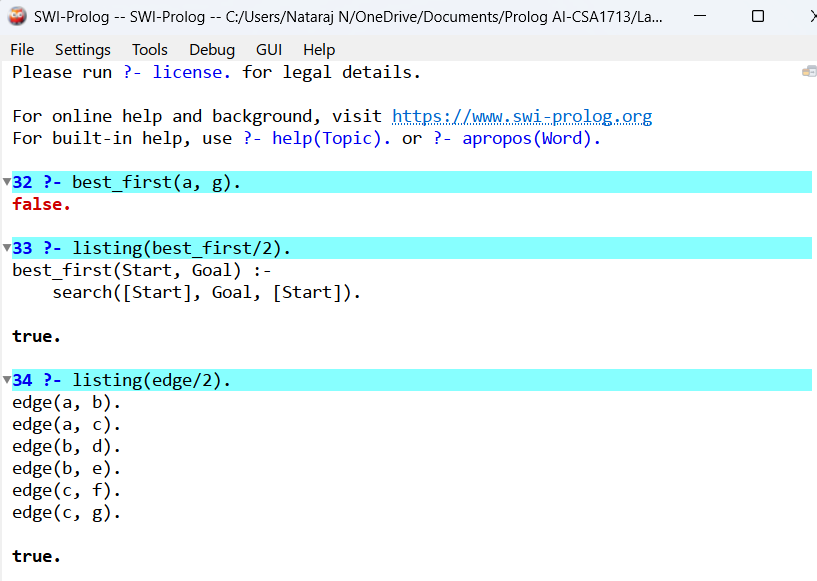 SWI-Prolog -- SWI-Prolog -- C:/Users/Nataraj N/OneDrive/Documents/Prolog AI-CSA1713/La...
File Settings Tools Debug GUI Help
Please run ?- license. for legal details.
For online help and background, visit https://www.swi-prolog.org
For built-in help, use ?- help(Topic). or ?- apropos(Word).
32 ?- best_first(a, g).
false.
33 ?- listing(best_first/2).
best_first(Start, Goal) :-
    search([Start], Goal, [Start]).
true.
34 ?- listing(edge/2).
edge(a, b).
edge(a, c).
edge(b, d).
edge(b, e).
edge(c, f).
edge(c, g).
true.